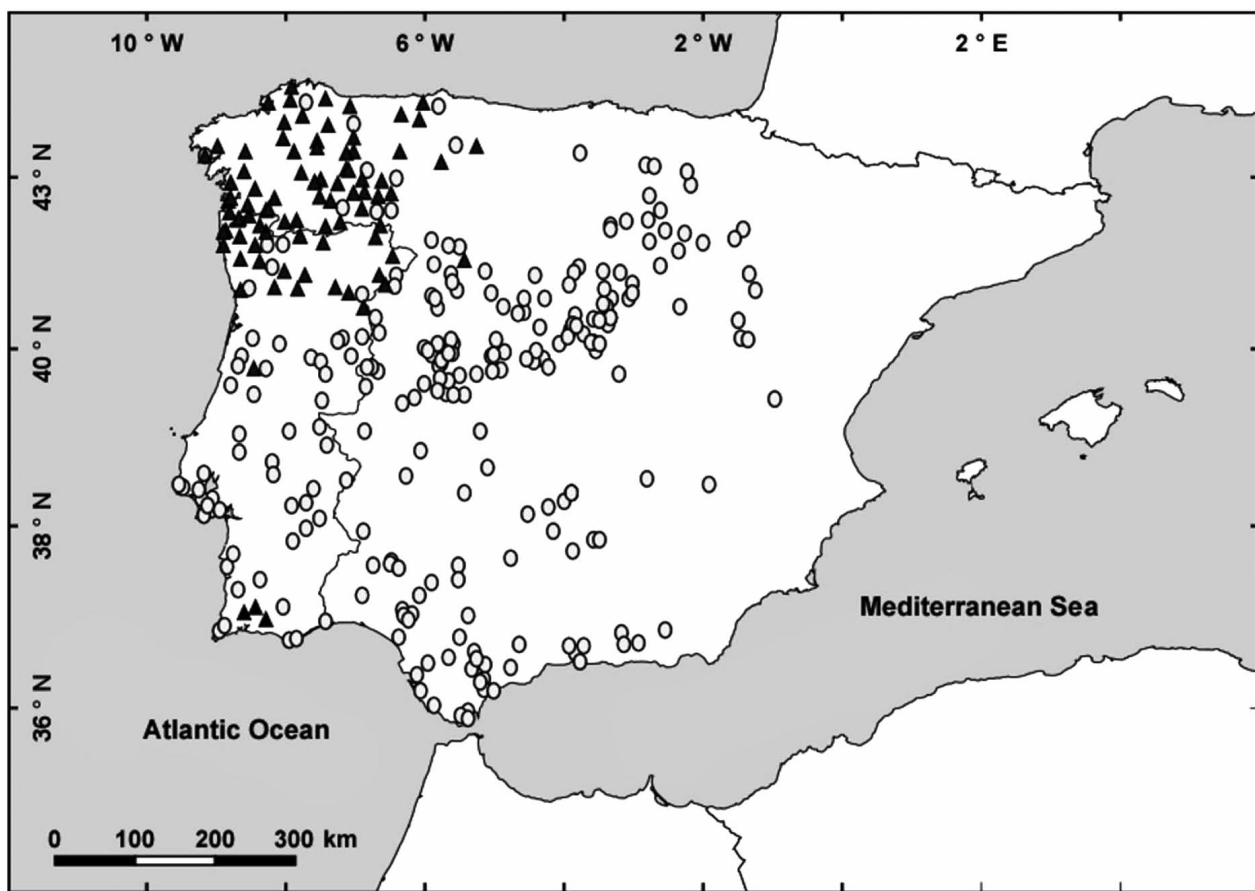 10 ° W 6 ° W 2 ° W 2 ° E
43 ° N
40 ° N
38 ° N
36 ° N
Mediterranean Sea
Atlantic Ocean
0 100 200 300 km